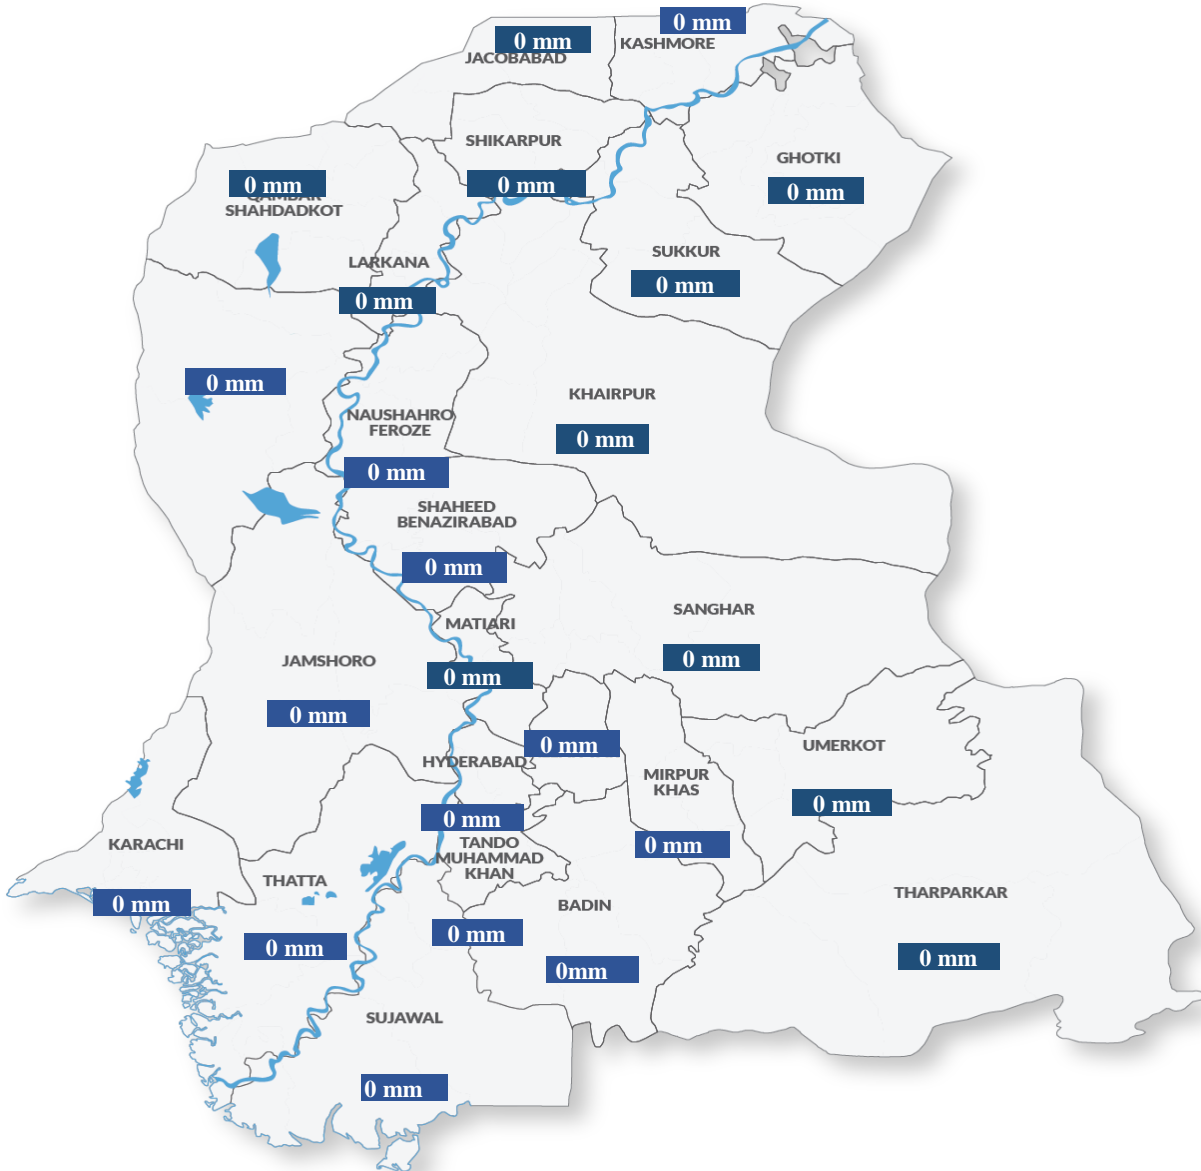 0 mm
0 mm
KASHMORE
JACOBABAD
SHIKARPUR
GHOTKI
0 mm
0 mm
0 mm
QAMBAR
SHAHDADKOT
SUKKUR
LARKANA
0 mm
0 mm
0 mm
KHAIRPUR
NAUSHAHRO
FEROZE
0 mm
0 mm
SHAHEED
BENAZIRABAD
0 mm
SANGHAR
MATIARI
JAMSHORO
0 mm
0 mm
0 mm
UMERKOT
0 mm
HYDERABAD
MIRPUR
KHAS
0 mm
0 mm
KARACHI
TANDO
MUHAMMAD
KHAN
0 mm
THATTA
THARPARKAR
0 mm
BADIN
0 mm
0 mm
0 mm
0mm
SUJAWAL
0 mm